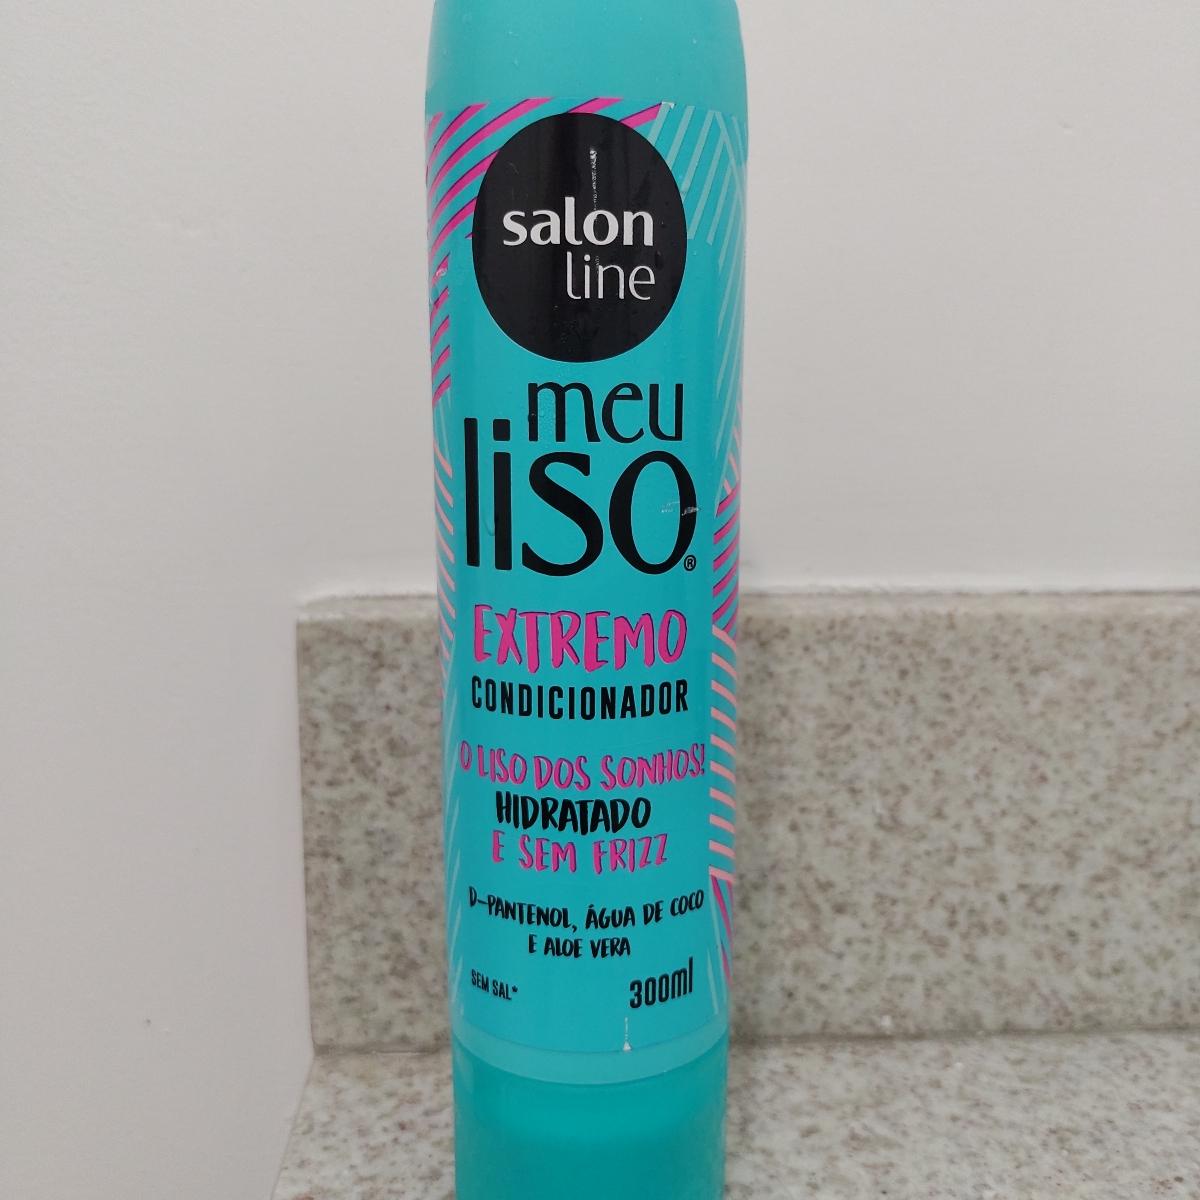 salon
line
meu
liso®
EXTREMO
CONDICIONADOR
O LISO DOS SONHOS!
HIDRATADO
E SEM FRIZZ
D-PANTENOL, ÁGUA DE COCO
E ALOE VERA
SEM SAL*
300ml